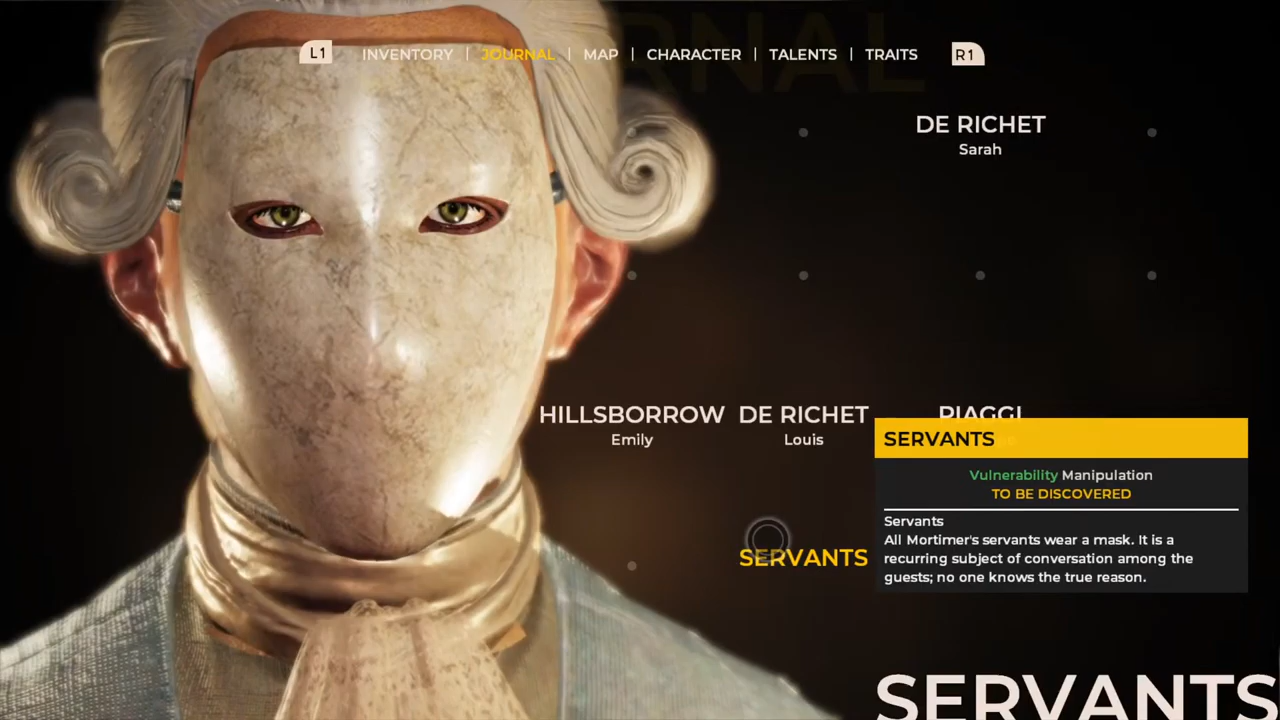 L1 INVENTORY | JOURNAL | MAP | CHARACTER | TALENTS | TRAITS R1
DE RICHET
Sarah
HILLSBORROW DE RICHET PIAGGI
Emily Louis
SERVANTS
Vulnerability Manipulation
TO BE DISCOVERED
Servants
All Mortimer's servants wear a mask. It is a
recurring subject of conversation among the
guests; no one knows the true reason.
SERVANTS
SERVANTS